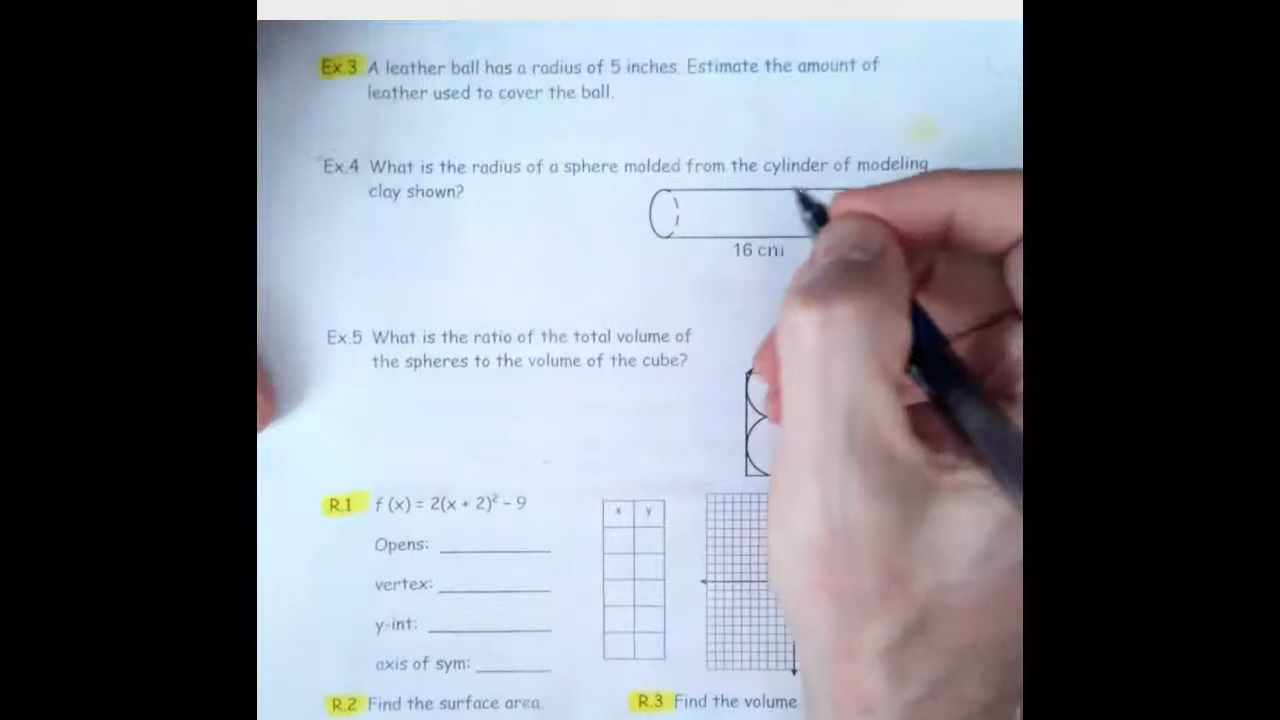 Ex.3 A leather ball has a radius of 5 inches. Estimate the amount of
leather used to cover the ball.
Ex.4 What is the radius of a sphere molded from the cylinder of modeling
clay shown?
16 cm
Ex.5 What is the ratio of the total volume of
the spheres to the volume of the cube?
R.1 f (x) = 2(x + 2)² - 9
x y
Opens:
vertex:
y-int:
axis of sym:
R.2 Find the surface area.
R.3 Find the volume